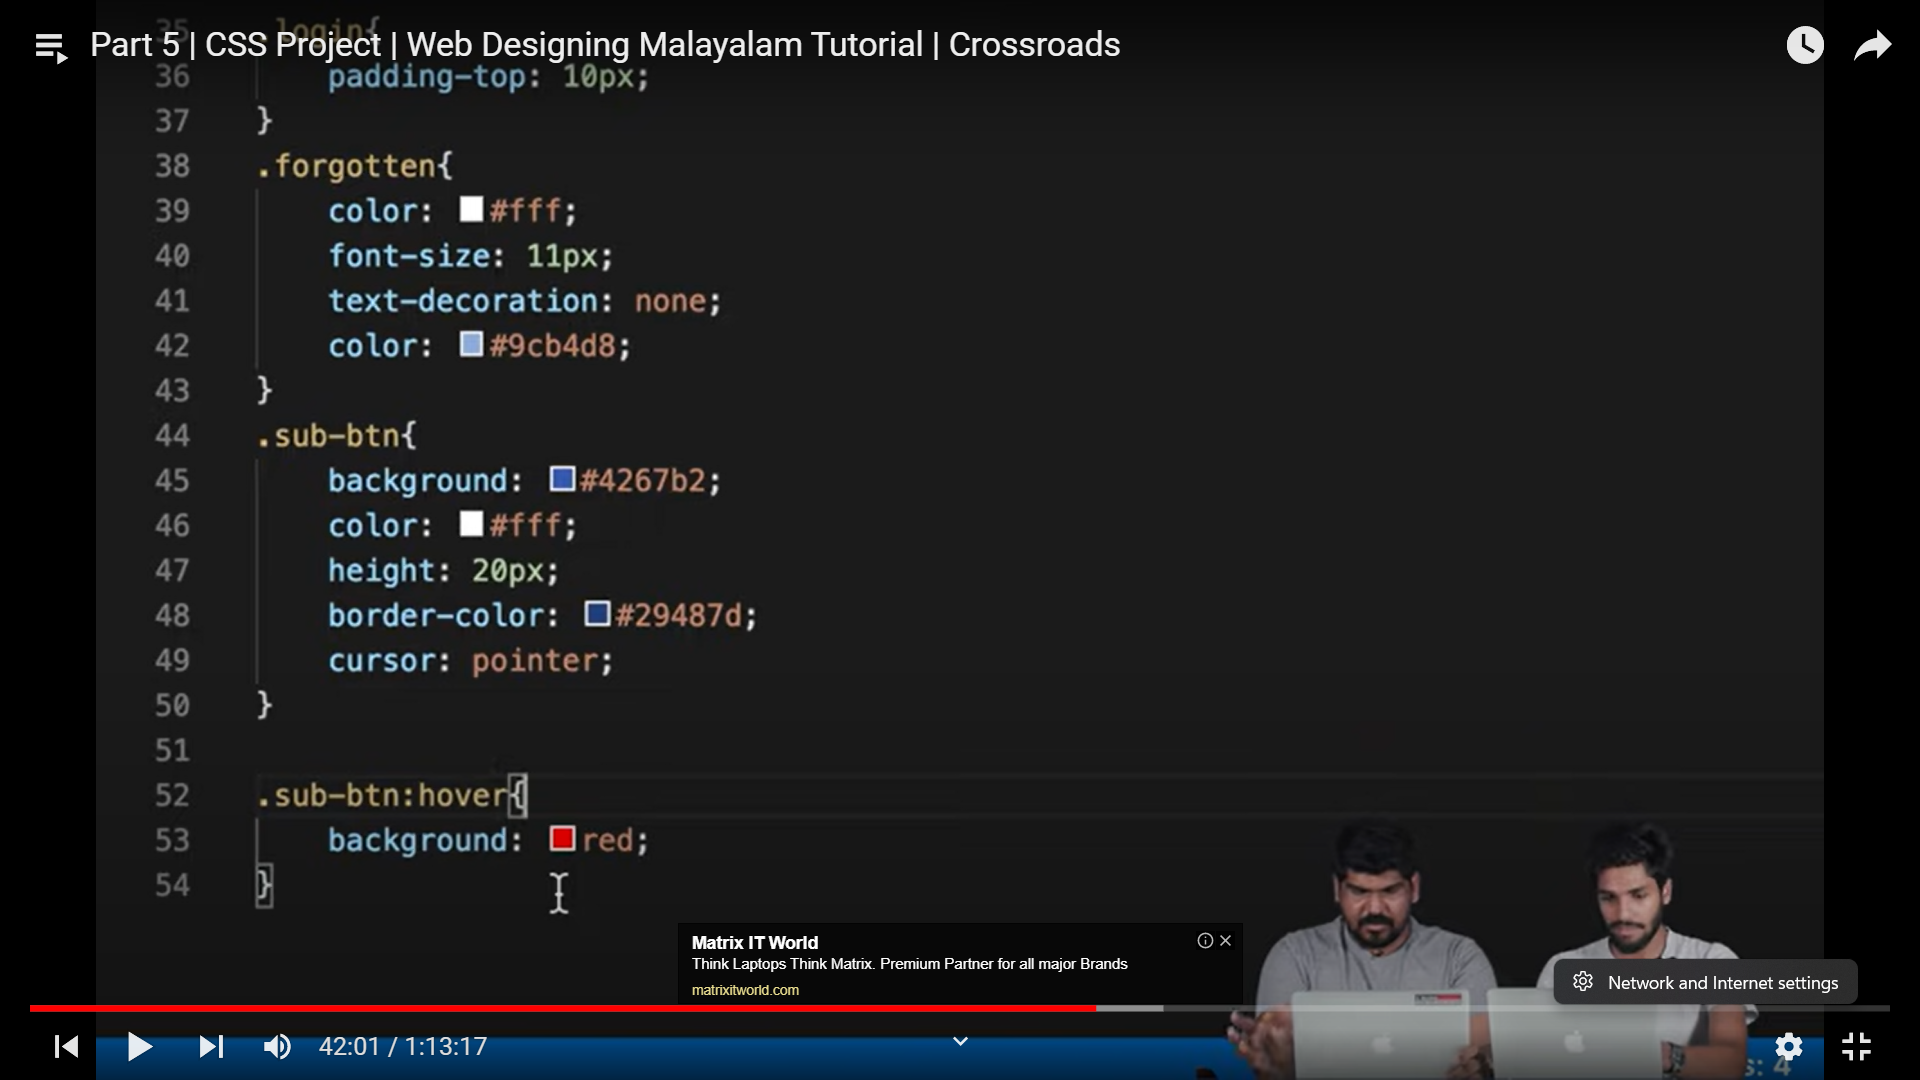 35 .login{
Part 5 | CSS Project | Web Designing Malayalam Tutorial | Crossroads
36 padding-top: 10px;
37 }
38 .forgotten{
39 color: #fff;
40 font-size: 11px;
41 text-decoration: none;
42 color: #9cb4d8;
43 }
44 .sub-btn{
45 background: #4267b2;
46 color: #fff;
47 height: 20px;
48 border-color: #29487d;
49 cursor: pointer;
50 }
51
52 .sub-btn:hover{
53 background: red;
54 }
Matrix IT World
Think Laptops Think Matrix. Premium Partner for all major Brands
matrixitworld.com
Network and Internet settings
42:01 / 1:13:17
s: 4